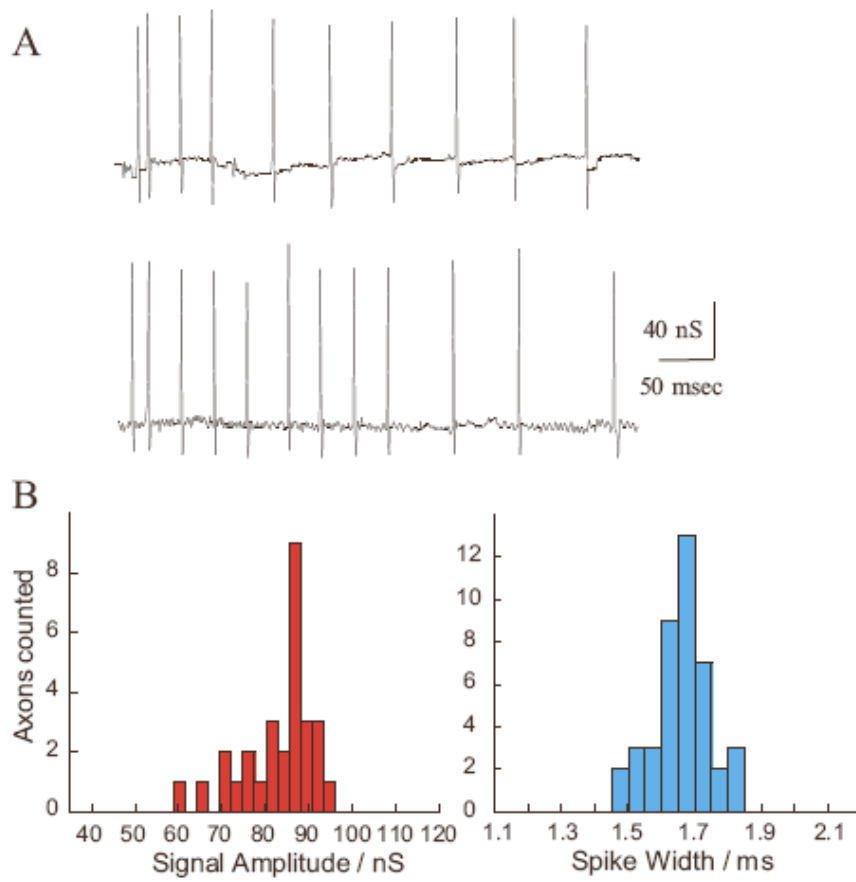 A
40 nS
50 msec
B
8
6
4
2
0
Axons counted
40 50 60 70 80 90 100 110 120
Signal Amplitude / nS
12
10
8
6
4
2
0
1.1 1.3 1.5 1.7 1.9 2.1
Spike Width / ms